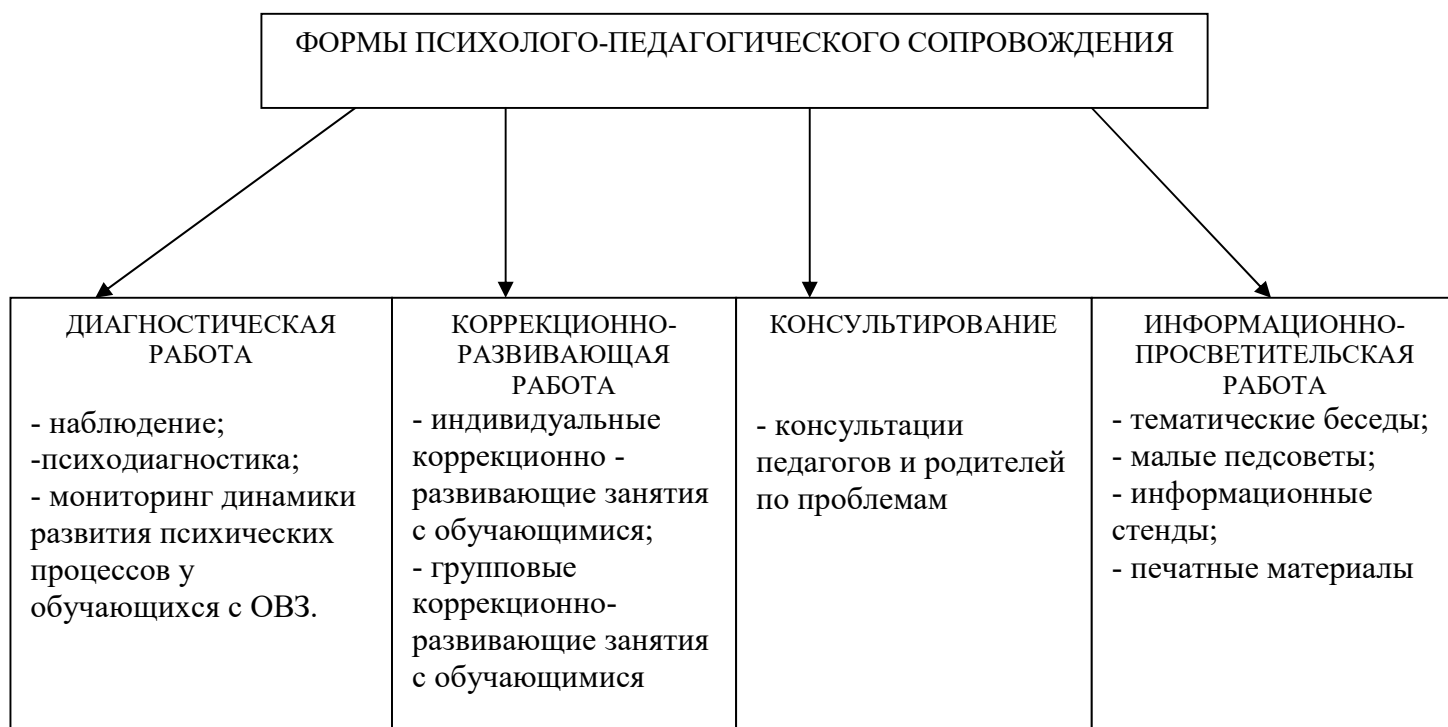 ФОРМЫ ПСИХОЛОГО-ПЕДАГОГИЧЕСКОГО СОПРОВОЖДЕНИЯ
ДИАГНОСТИЧЕСКАЯ
РАБОТА
- наблюдение;
-психодиагностика;
- мониторинг динамики
развития психических
процессов у
обучающихся с ОВЗ.
КОРРЕКЦИОННО-
РАЗВИВАЮЩАЯ
РАБОТА
- индивидуальные
коррекционно -
развивающие занятия
с обучающимися;
- групповые
коррекционно-
развивающие занятия
с обучающимися
КОНСУЛЬТИРОВАНИЕ
- консультации
педагогов и родителей
по проблемам
ИНФОРМАЦИОННО-
ПРОСВЕТИТЕЛЬСКАЯ
РАБОТА
- тематические беседы;
- малые педсоветы;
- информационные
стенды;
- печатные материалы